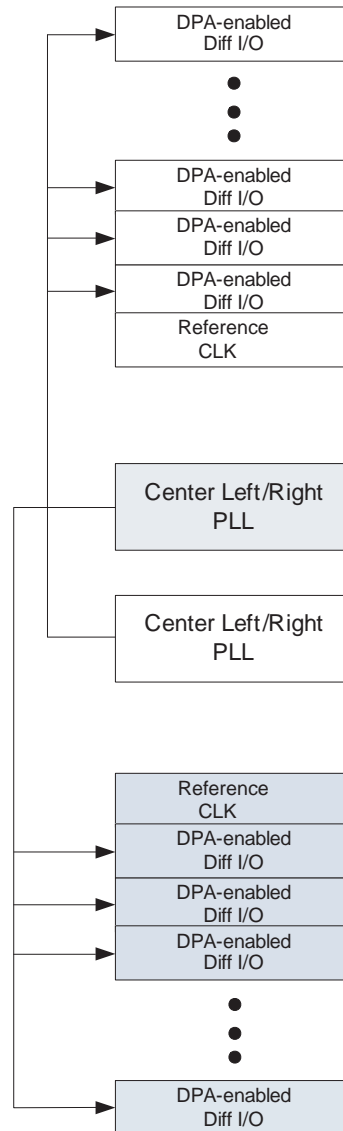 DPA-enabled
Diff I/O
DPA-enabled
Diff I/O
DPA-enabled
Diff I/O
DPA-enabled
Diff I/O
Reference
CLK
Center Left/Right
PLL
Center Left/Right
PLL
Reference
CLK
DPA-enabled
Diff I/O
DPA-enabled
Diff I/O
DPA-enabled
Diff I/O
DPA-enabled
Diff I/O